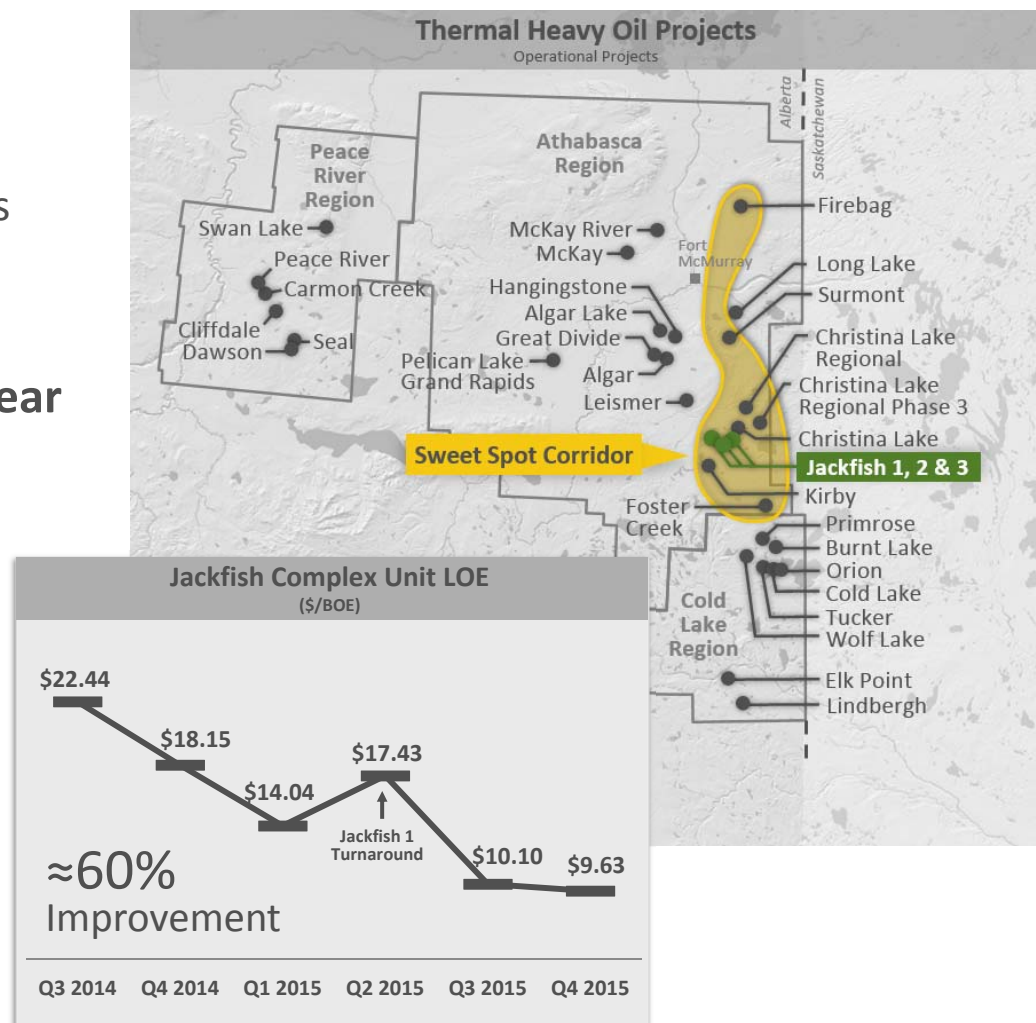 Thermal Heavy Oil Projects
Operational Projects
Alberta
Saskatchewan
Peace
River
Region
Athabasca
Region
Swan Lake
Peace River
Carmon Creek
Cliffdale
Dawson
Seal
McKay River
McKay
Fort
McMurray
Hangingstone
Algar Lake
Great Divide
Pelican Lake
Grand Rapids
Algar
Leismer
Firebag
Long Lake
Surmont
Christina Lake
Regional
Christina Lake
Regional Phase 3
Christina Lake
Jackfish 1, 2 & 3
Kirby
Sweet Spot Corridor
Foster
Creek
Primrose
Burnt Lake
Orion
Cold Lake
Tucker
Wolf Lake
Cold
Lake
Region
Elk Point
Lindbergh
s
ear
Jackfish Complex Unit LOE
($/BOE)
$22.44
$18.15
$14.04
$17.43
Jackfish 1
Turnaround
$10.10
$9.63
≈60%
Improvement
Q3 2014 Q4 2014 Q1 2015 Q2 2015 Q3 2015 Q4 2015